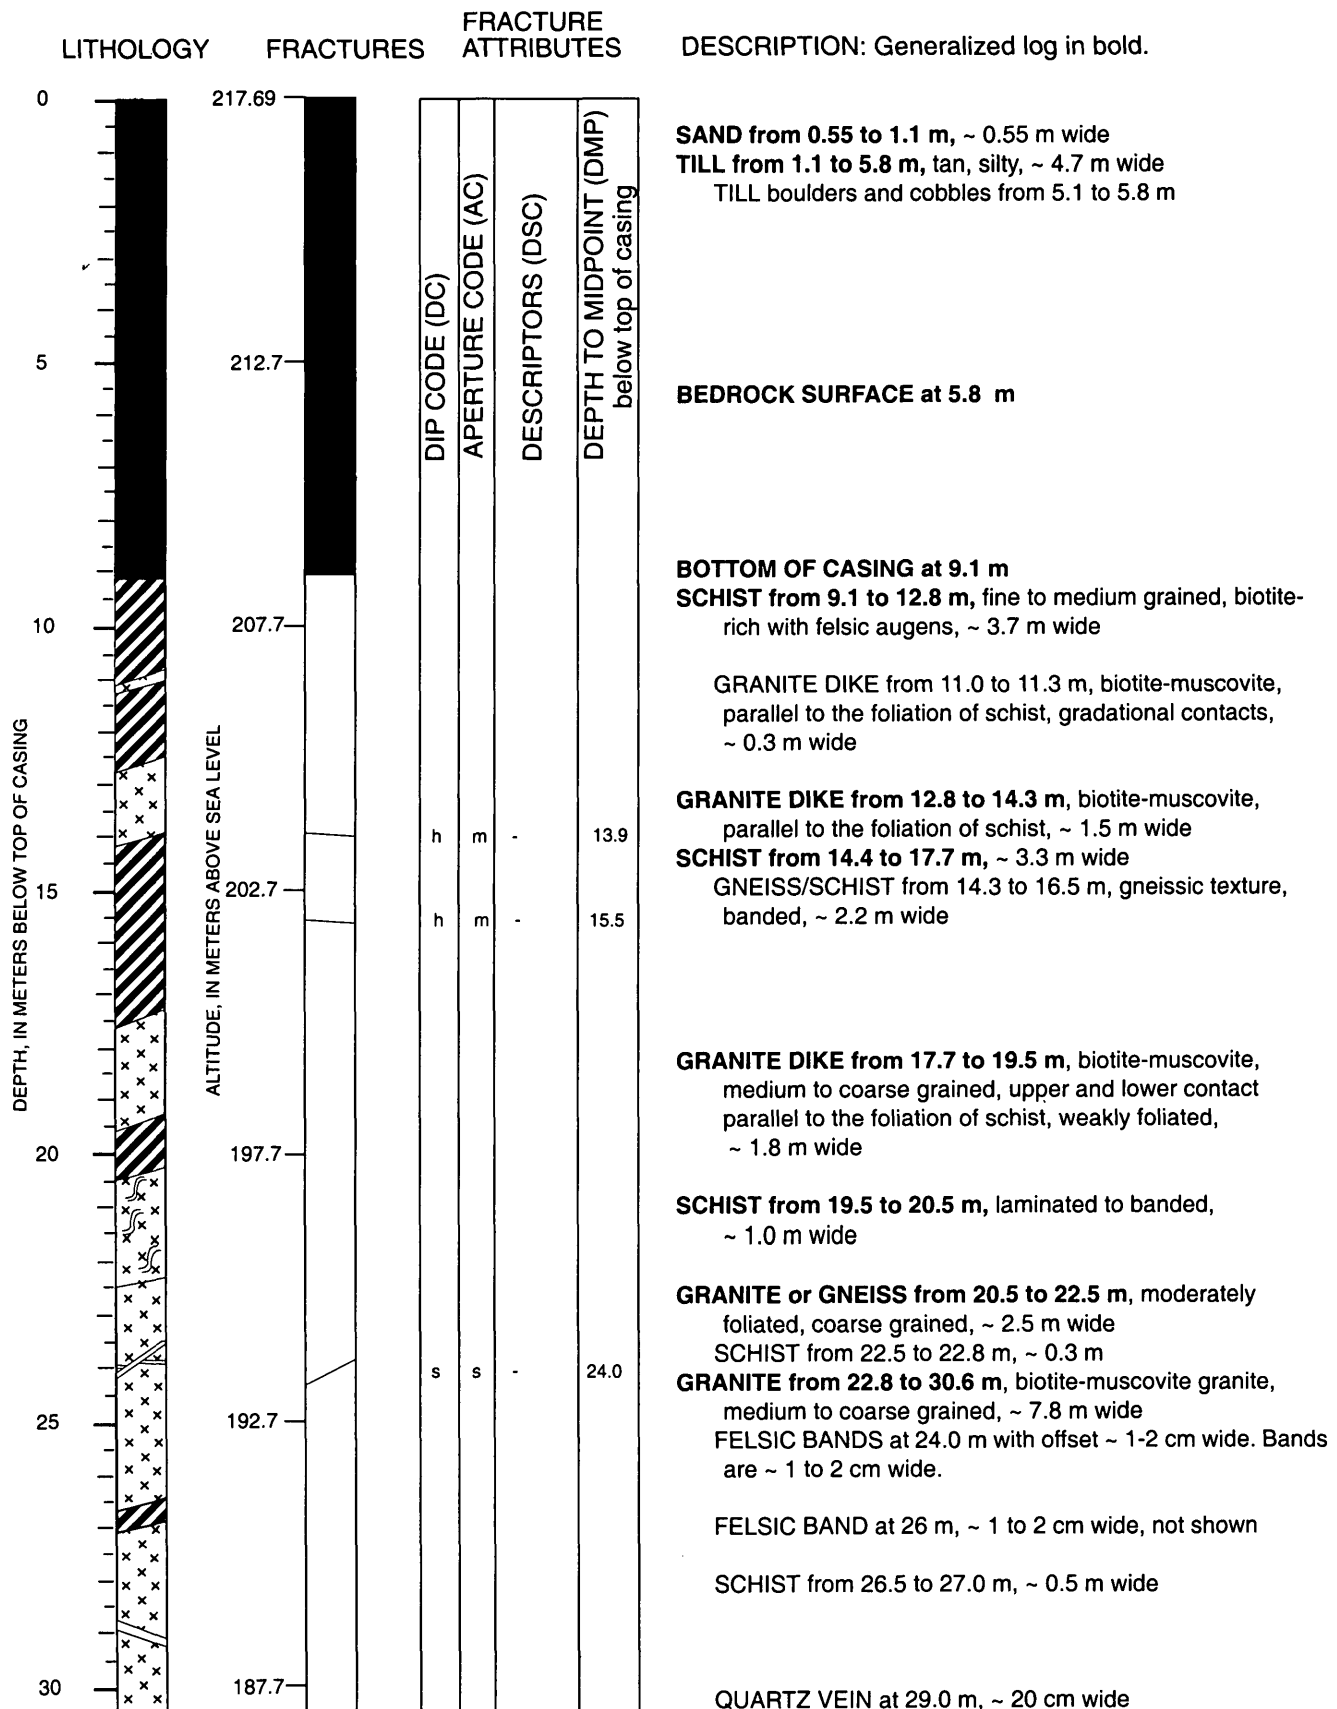 FRACTURE
LITHOLOGY FRACTURES ATTRIBUTES DESCRIPTION: Generalized log in bold.
0
5
10
15
20
25
30
DEPTH, IN METERS BELOW TOP OF CASING
217.69
212.7
207.7
202.7
197.7
192.7
187.7
ALTITUDE, IN METERS ABOVE SEA LEVEL
DIP CODE (DC)
APERTURE CODE (AC)
DESCRIPTORS (DSC)
DEPTH TO MIDPOINT (DMP)
below top of casing
h m - 13.9
h m - 15.5
s s - 24.0
SAND from 0.55 to 1.1 m, ~ 0.55 m wide
TILL from 1.1 to 5.8 m, tan, silty, ~ 4.7 m wide
TILL boulders and cobbles from 5.1 to 5.8 m
BEDROCK SURFACE at 5.8 m
BOTTOM OF CASING at 9.1 m
SCHIST from 9.1 to 12.8 m, fine to medium grained, biotite-
rich with felsic augens, ~ 3.7 m wide
GRANITE DIKE from 11.0 to 11.3 m, biotite-muscovite,
parallel to the foliation of schist, gradational contacts,
~ 0.3 m wide
GRANITE DIKE from 12.8 to 14.3 m, biotite-muscovite,
parallel to the foliation of schist, ~ 1.5 m wide
SCHIST from 14.4 to 17.7 m, ~ 3.3 m wide
GNEISS/SCHIST from 14.3 to 16.5 m, gneissic texture,
banded, ~ 2.2 m wide
GRANITE DIKE from 17.7 to 19.5 m, biotite-muscovite,
medium to coarse grained, upper and lower contact
parallel to the foliation of schist, weakly foliated,
~ 1.8 m wide
SCHIST from 19.5 to 20.5 m, laminated to banded,
~ 1.0 m wide
GRANITE or GNEISS from 20.5 to 22.5 m, moderately
foliated, coarse grained, ~ 2.5 m wide
SCHIST from 22.5 to 22.8 m, ~ 0.3 m
GRANITE from 22.8 to 30.6 m, biotite-muscovite granite,
medium to coarse grained, ~ 7.8 m wide
FELSIC BANDS at 24.0 m with offset ~ 1-2 cm wide. Bands
are ~ 1 to 2 cm wide.
FELSIC BAND at 26 m, ~ 1 to 2 cm wide, not shown
SCHIST from 26.5 to 27.0 m, ~ 0.5 m wide
QUARTZ VEIN at 29.0 m, ~ 20 cm wide